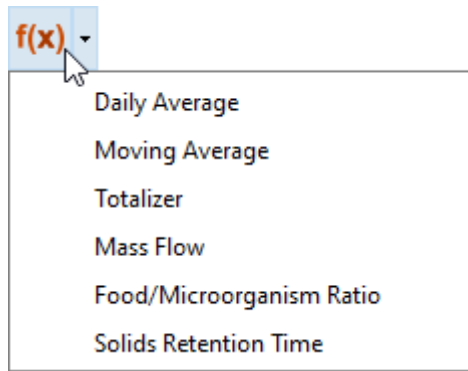 f(x)
Daily Average
Moving Average
Totalizer
Mass Flow
Food/Microorganism Ratio
Solids Retention Time